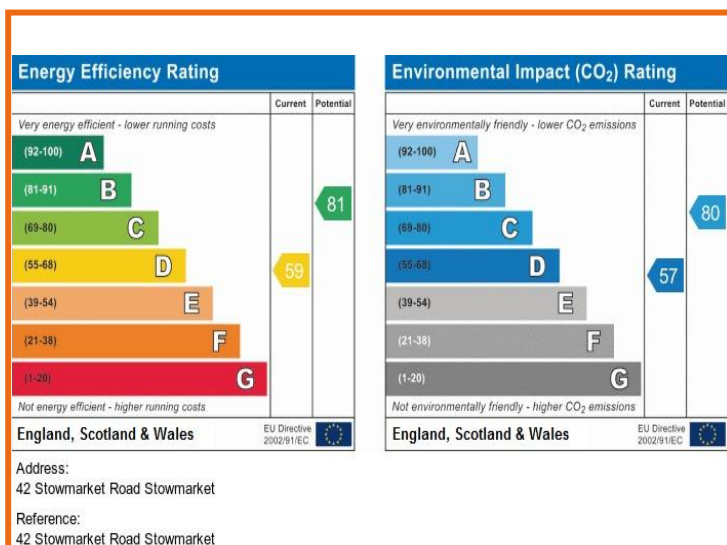 Energy Efficiency Rating
Current Potential
Very energy efficient - lower running costs
(92-100) A
(81-91) B
81
(69-80) C
(55-68) D
59
(39-54) E
(21-38) F
(1-20) G
Not energy efficient - higher running costs
England, Scotland & Wales
EU Directive
2002/91/EC
Environmental Impact (CO₂) Rating
Current Potential
Very environmentally friendly - lower CO₂ emissions
(92-100) A
(81-91) B
80
(69-80) C
(55-68) D
57
(39-54) E
(21-38) F
(1-20) G
Not environmentally friendly - higher CO₂ emissions
England, Scotland & Wales
EU Directive
2002/91/EC
Address:
42 Stowmarket Road Stowmarket
Reference:
42 Stowmarket Road Stowmarket